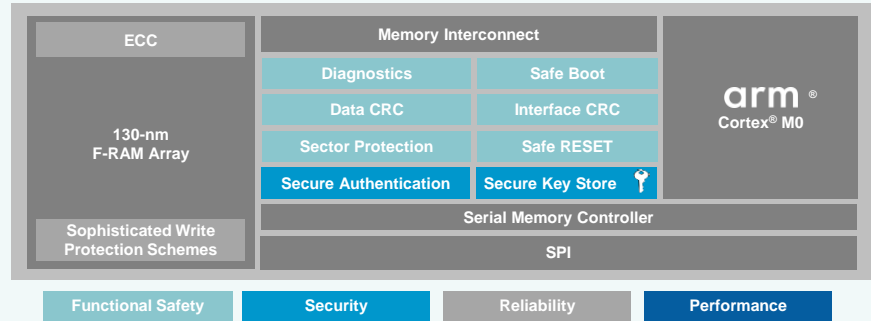 ECC
130-nm
F-RAM Array
Sophisticated Write
Protection Schemes
Memory Interconnect
Diagnostics
Safe Boot
Data CRC
Interface CRC
Sector Protection
Safe RESET
Secure Authentication
Secure Key Store
arm ®
Cortex® M0
Serial Memory Controller
SPI
Functional Safety
Security
Reliability
Performance